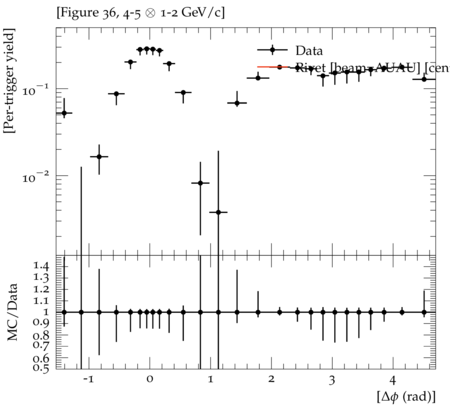 [Figure 36, 4-5 ⊗ 1-2 GeV/c]
[Per-trigger yield]
Data
Rivet [beam=AUAU] [cen
10⁻¹
10⁻²
MC/Data
1.4
1.3
1.2
1.1
1
0.9
0.8
0.7
0.6
0.5
-1 0 1 2 3 4
[Δϕ (rad)]